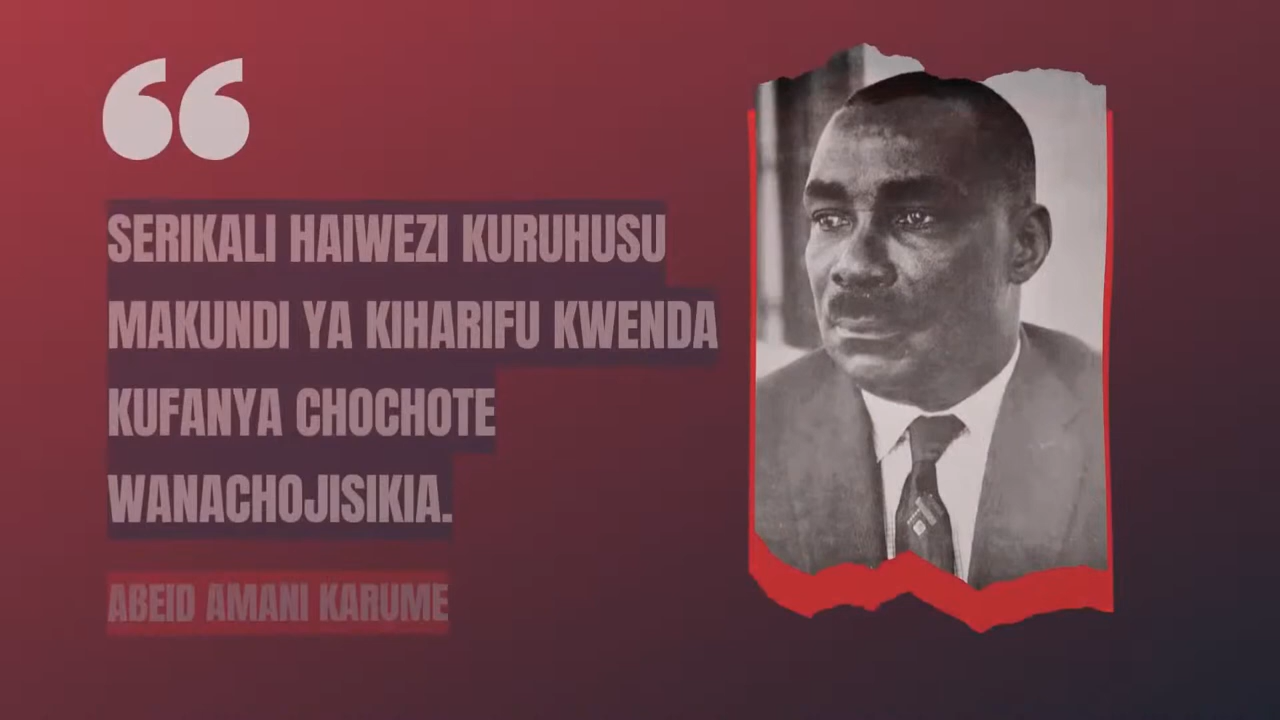 SERIKALI HAIWEZI KURUHUSU
MAKUNDI YA KIHARIFU KWENDA
KUFANYA CHOCHOTE
WANACHOJISIKIA.
ABEID AMANI KARUME